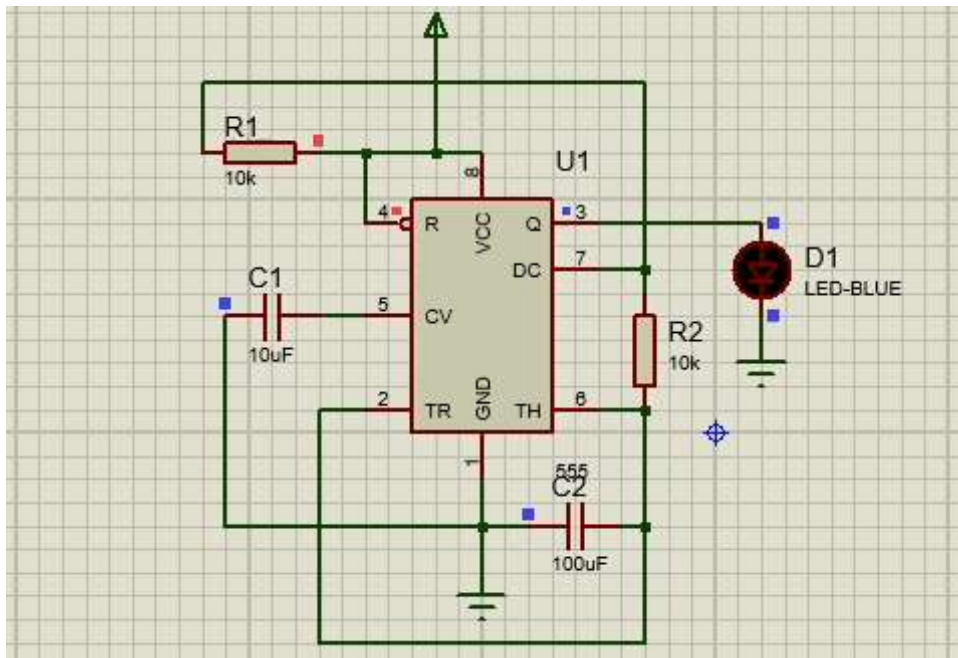 R1
10k
U1
8
4
R
VCC
Q
3
DC
7
D1
LED-BLUE
C1
10uF
5
CV
R2
10k
2
TR
GND
TH
6
1
555
C2
100uF